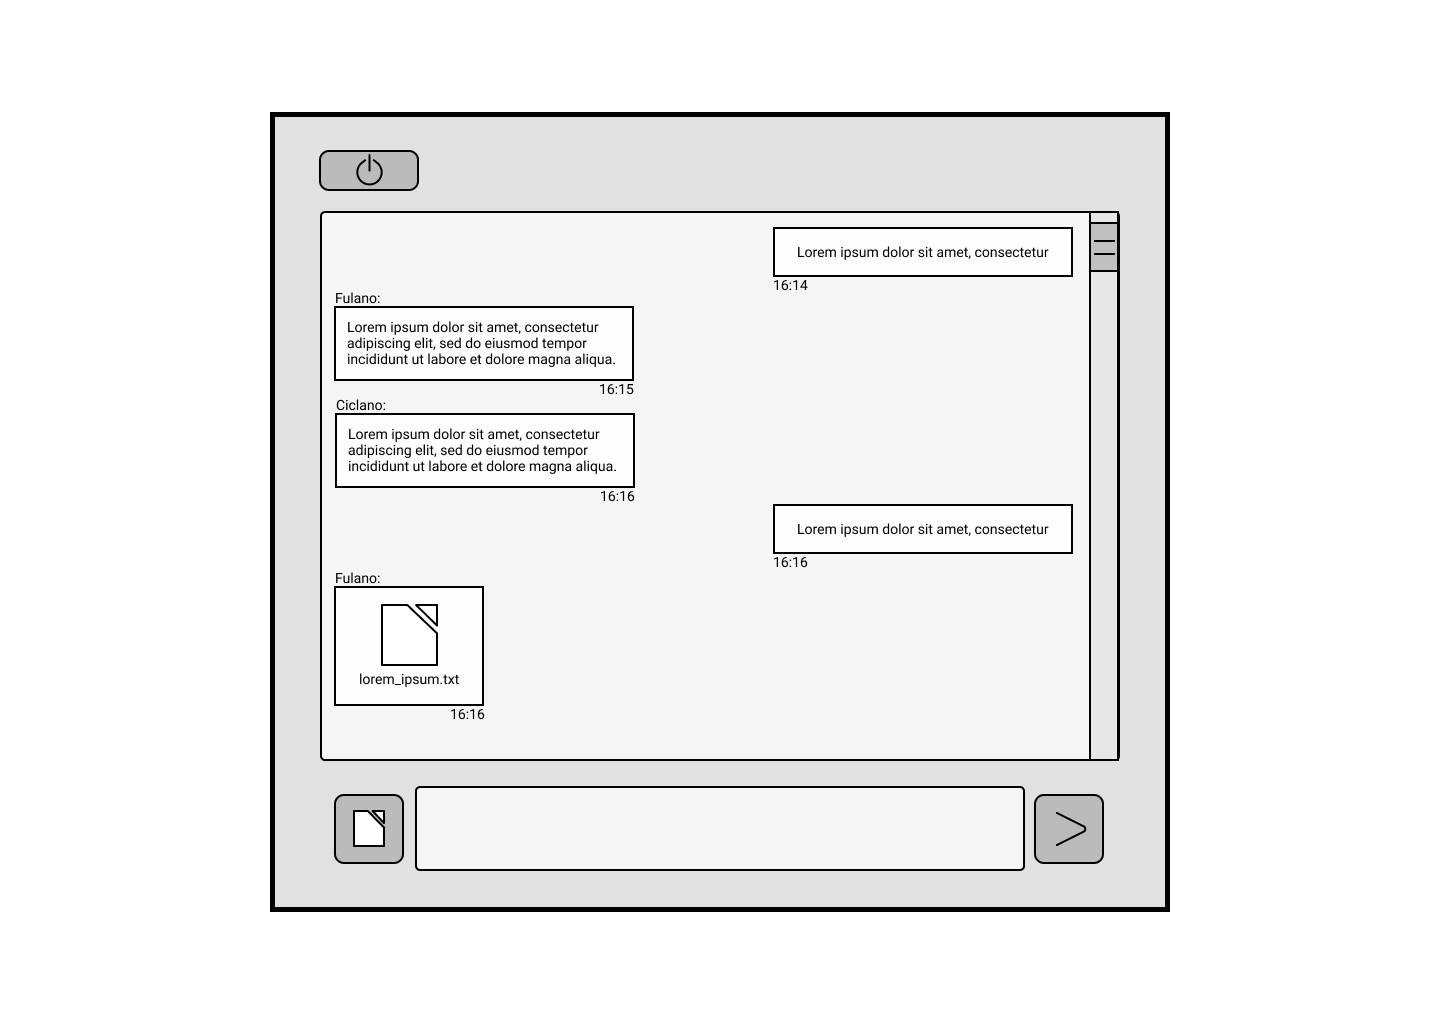 Lorem ipsum dolor sit amet, consectetur
16:14
Fulano:
Lorem ipsum dolor sit amet, consectetur
adipiscing elit, sed do eiusmod tempor
incididunt ut labore et dolore magna aliqua.
16:15
Ciclano:
Lorem ipsum dolor sit amet, consectetur
adipiscing elit, sed do eiusmod tempor
incididunt ut labore et dolore magna aliqua.
16:16
Lorem ipsum dolor sit amet, consectetur
16:16
Fulano:
lorem_ipsum.txt
16:16